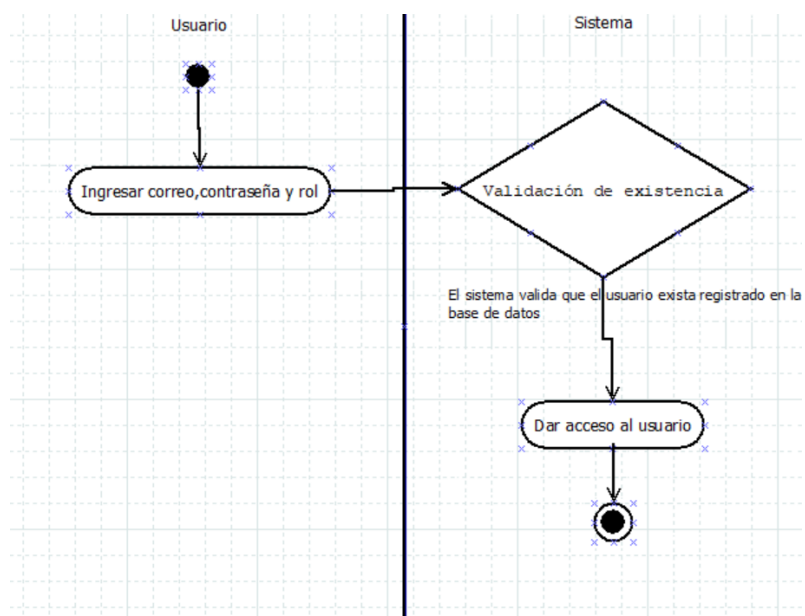 Usuario
Sistema
Ingresar correo,contraseña y rol
Validación de existencia
El sistema valida que el usuario exista registrado en la
base de datos
Dar acceso al usuario